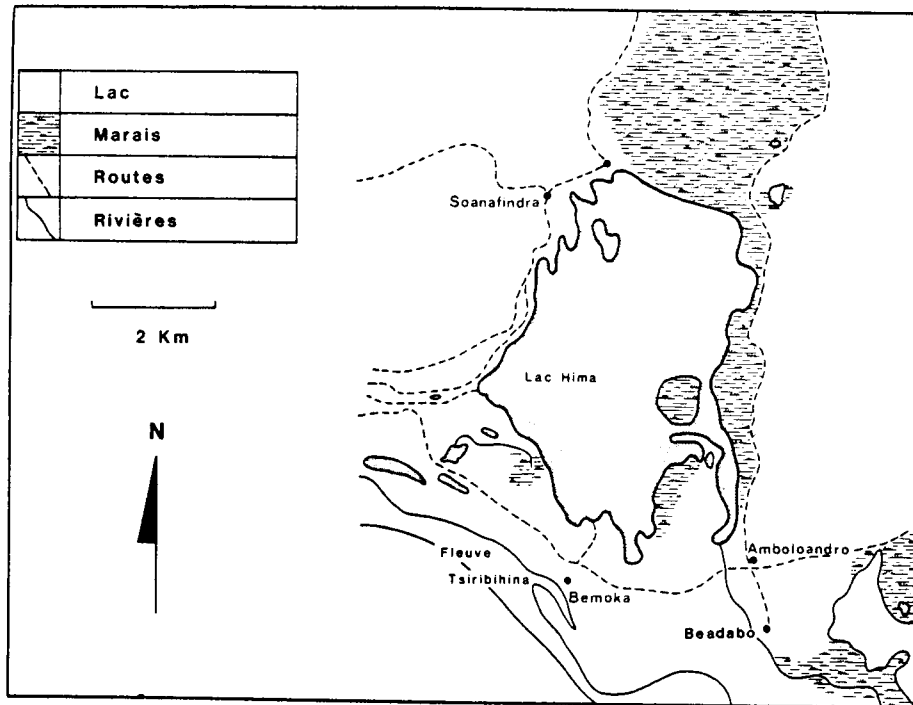 Lac
Marais
Routes
Rivières
2 Km
N
Soanafindra
Lac Hima
Fleuve
Tsiribihina
Bemoka
Amboloandro
Beadabo